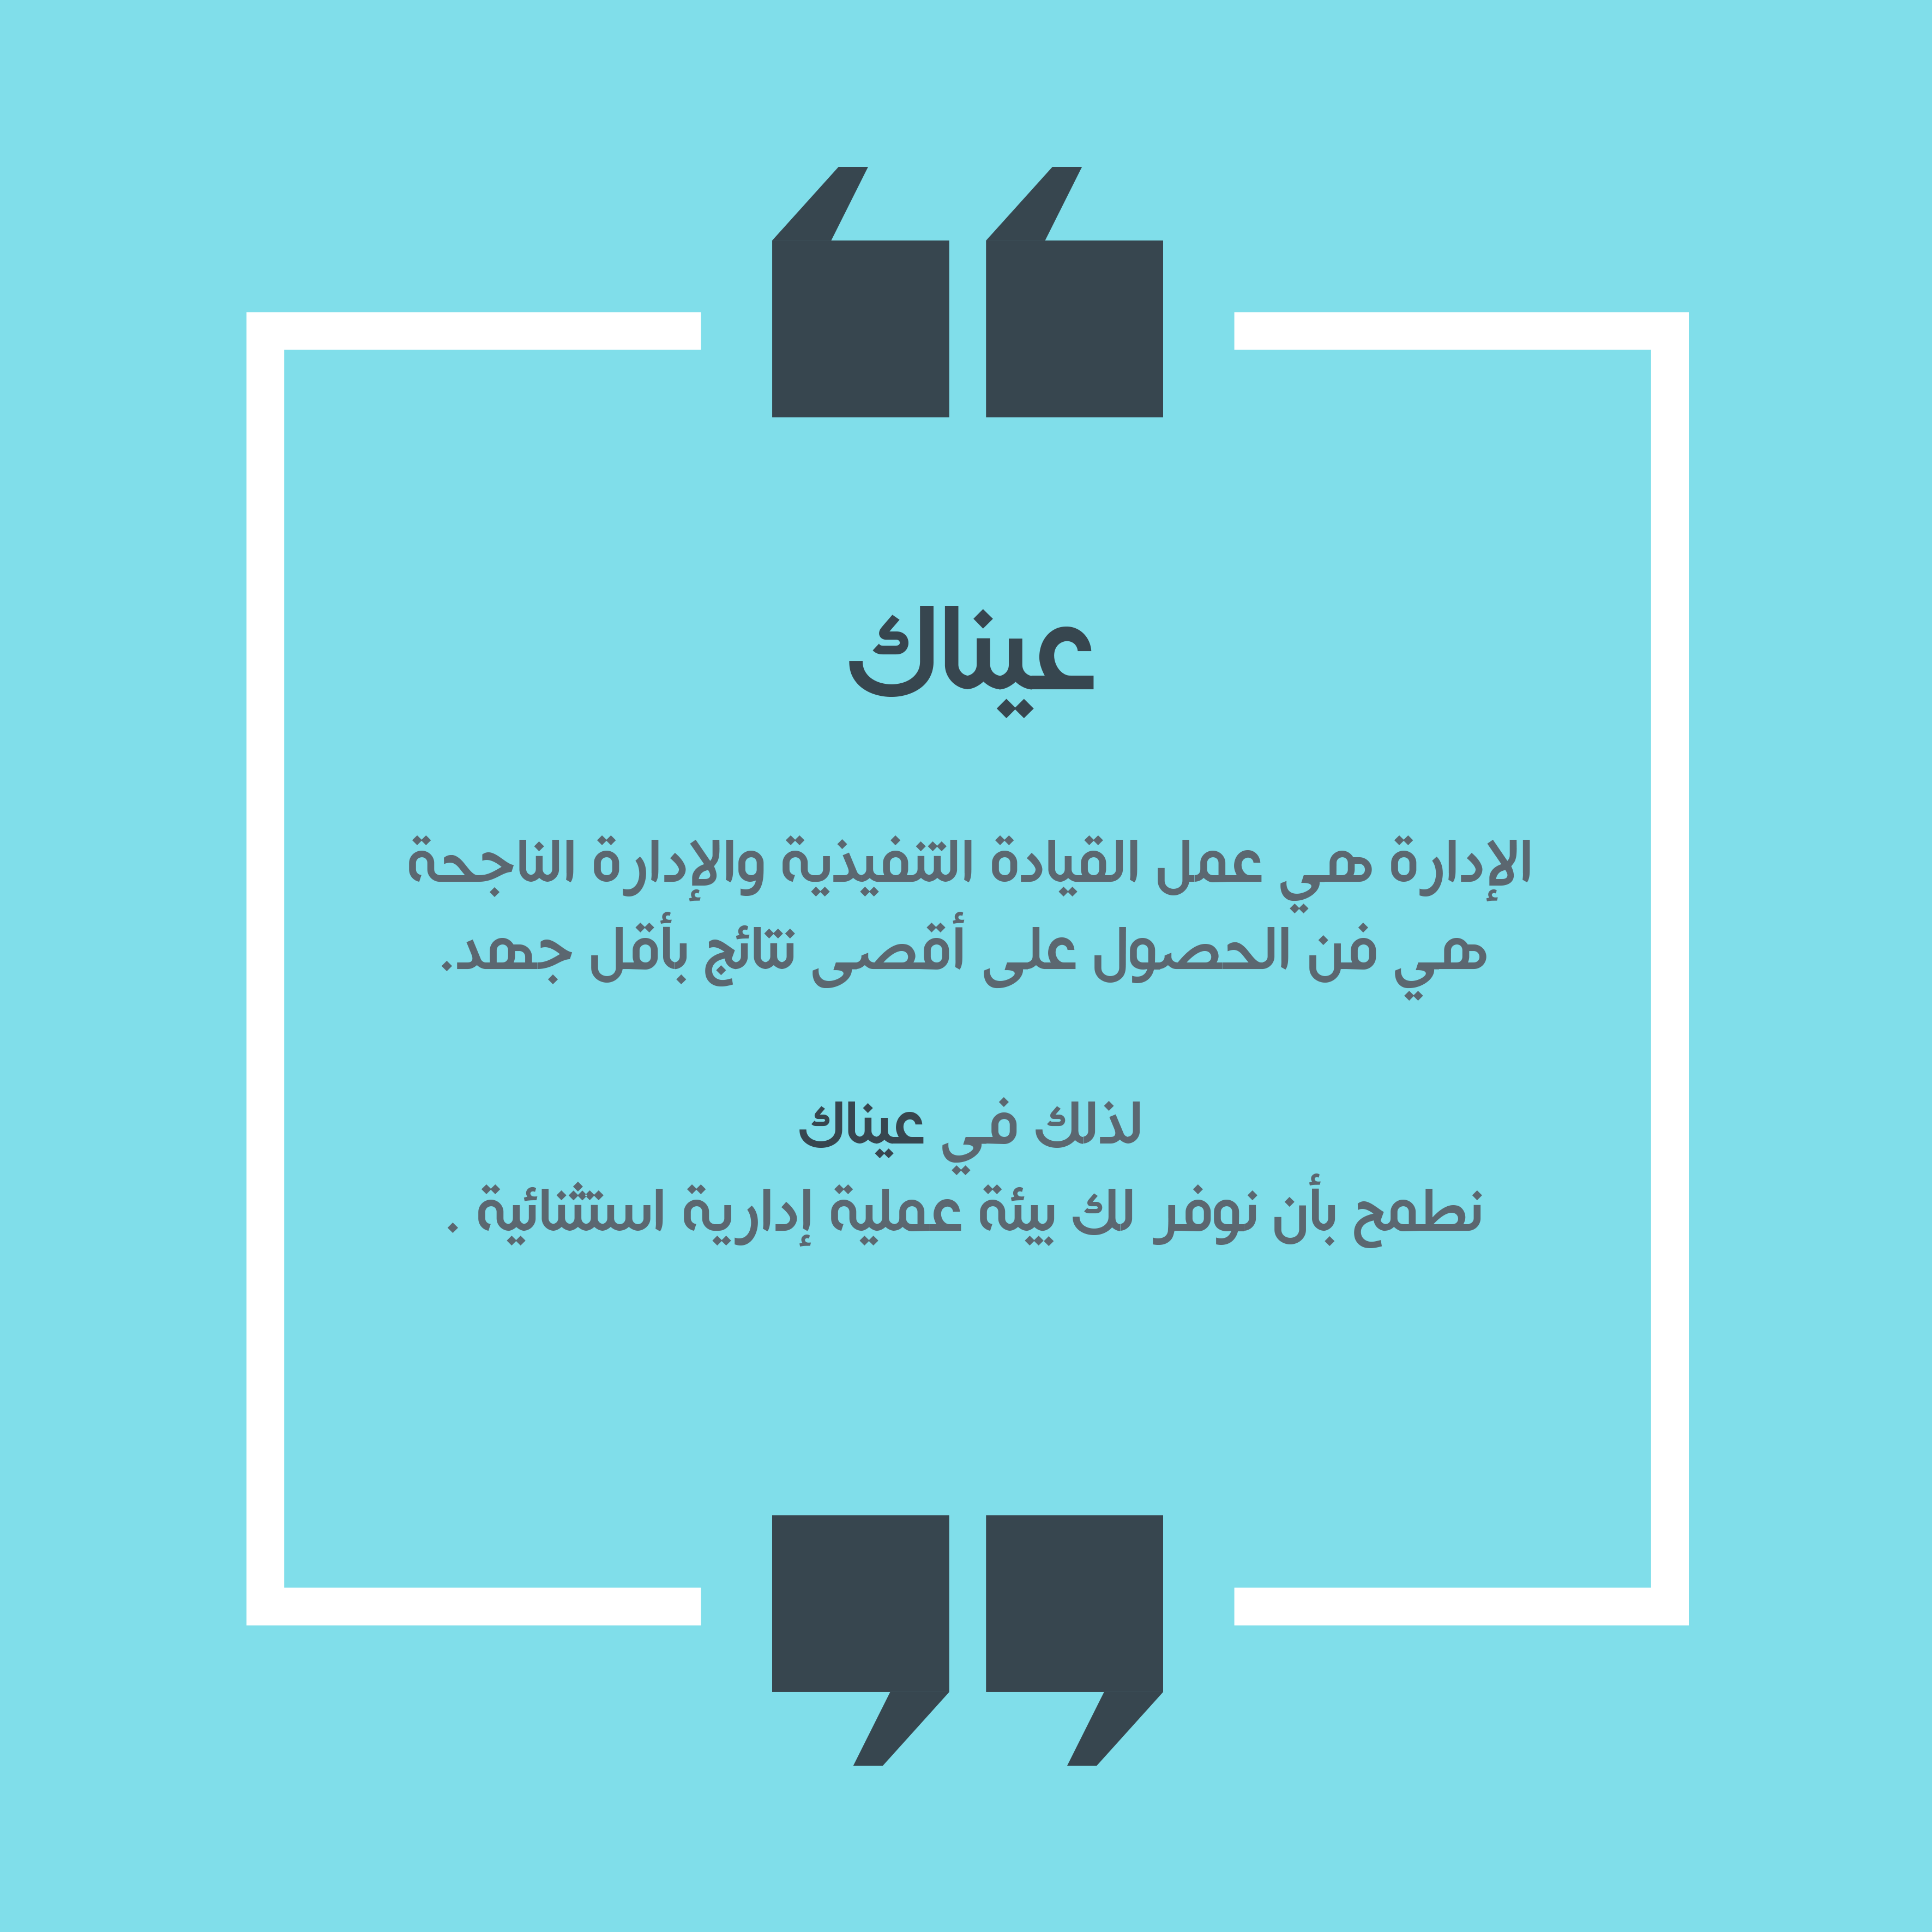 عيناك
الإدارة هي عمل القيادة التنفيذية والإدارة الناجحة
هي فن الحصول على أقصى نتائج بأقل جهد.
لذلك في عيناك
نطمح بأن نوفر لك بيئة عملية إدارية استثنائية .